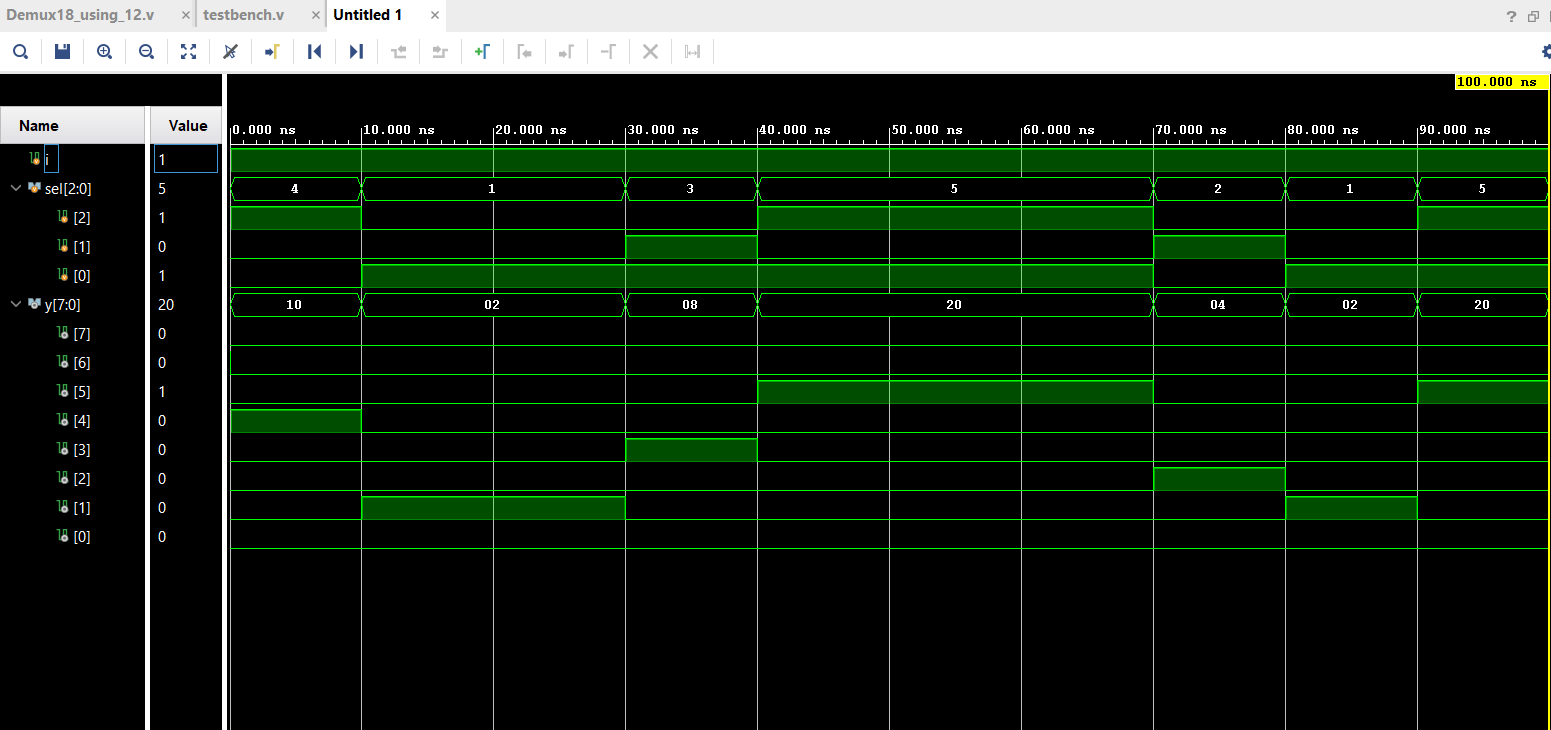 Demux18_using_12.v × testbench.v × Untitled 1 ×
?
100.000 ns
Name Value
0.000 ns 10.000 ns 20.000 ns 30.000 ns 40.000 ns 50.000 ns 60.000 ns 70.000 ns 80.000 ns 90.000 ns
i 1
sel[2:0] 5 4 1 3 5 2 1 5
[2] 1
[1] 0
[0] 1
y[7:0] 20 10 02 08 20 04 02 20
[7] 0
[6] 0
[5] 1
[4] 0
[3] 0
[2] 0
[1] 0
[0] 0